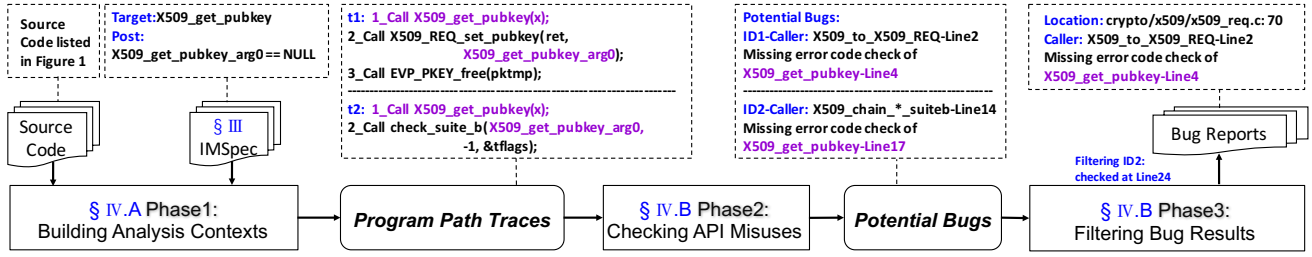 Source
Code listed
in Figure 1
Target:X509_get_pubkey
Post:
X509_get_pubkey_arg0==NULL
t1: 1_Call X509_get_pubkey(x);
2_Call X509_REQ_set_pubkey(ret,
X509_get_pubkey_arg0);
3_Call EVP_PKEY_free(pktmp);
t2: 1_Call X509_get_pubkey(x);
2_Call check_suite_b(X509_get_pubkey_arg0,
-1, &tflags);
Potential Bugs:
ID1-Caller: X509_to_X509_REQ-Line2
Missing error code check of
X509_get_pubkey-Line4
ID2-Caller: X509_chain_*_suiteb-Line14
Missing error code check of
X509_get_pubkey-Line17
Location: crypto/x509/x509_req.c: 70
Caller: X509_to_X509_REQ-Line2
Missing error code check of
X509_get_pubkey-Line4
Source
Code
§ III
IMSpec
Bug Reports
Filtering ID2:
checked at Line24
§ IV.A Phase1:
Building Analysis Contexts
Program Path Traces
§ IV.B Phase2:
Checking API Misuses
Potential Bugs
§ IV.B Phase3:
Filtering Bug Results